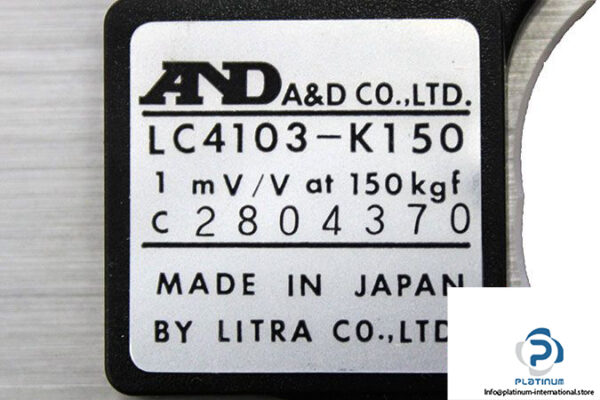 AND A&D CO.,LTD.
LC4103-K150
1 mV/V at 150kgf
C 2804370
MADE IN JAPAN
BY LITRA CO.,LTD.
PLATINUM
Info@platinum-international.store